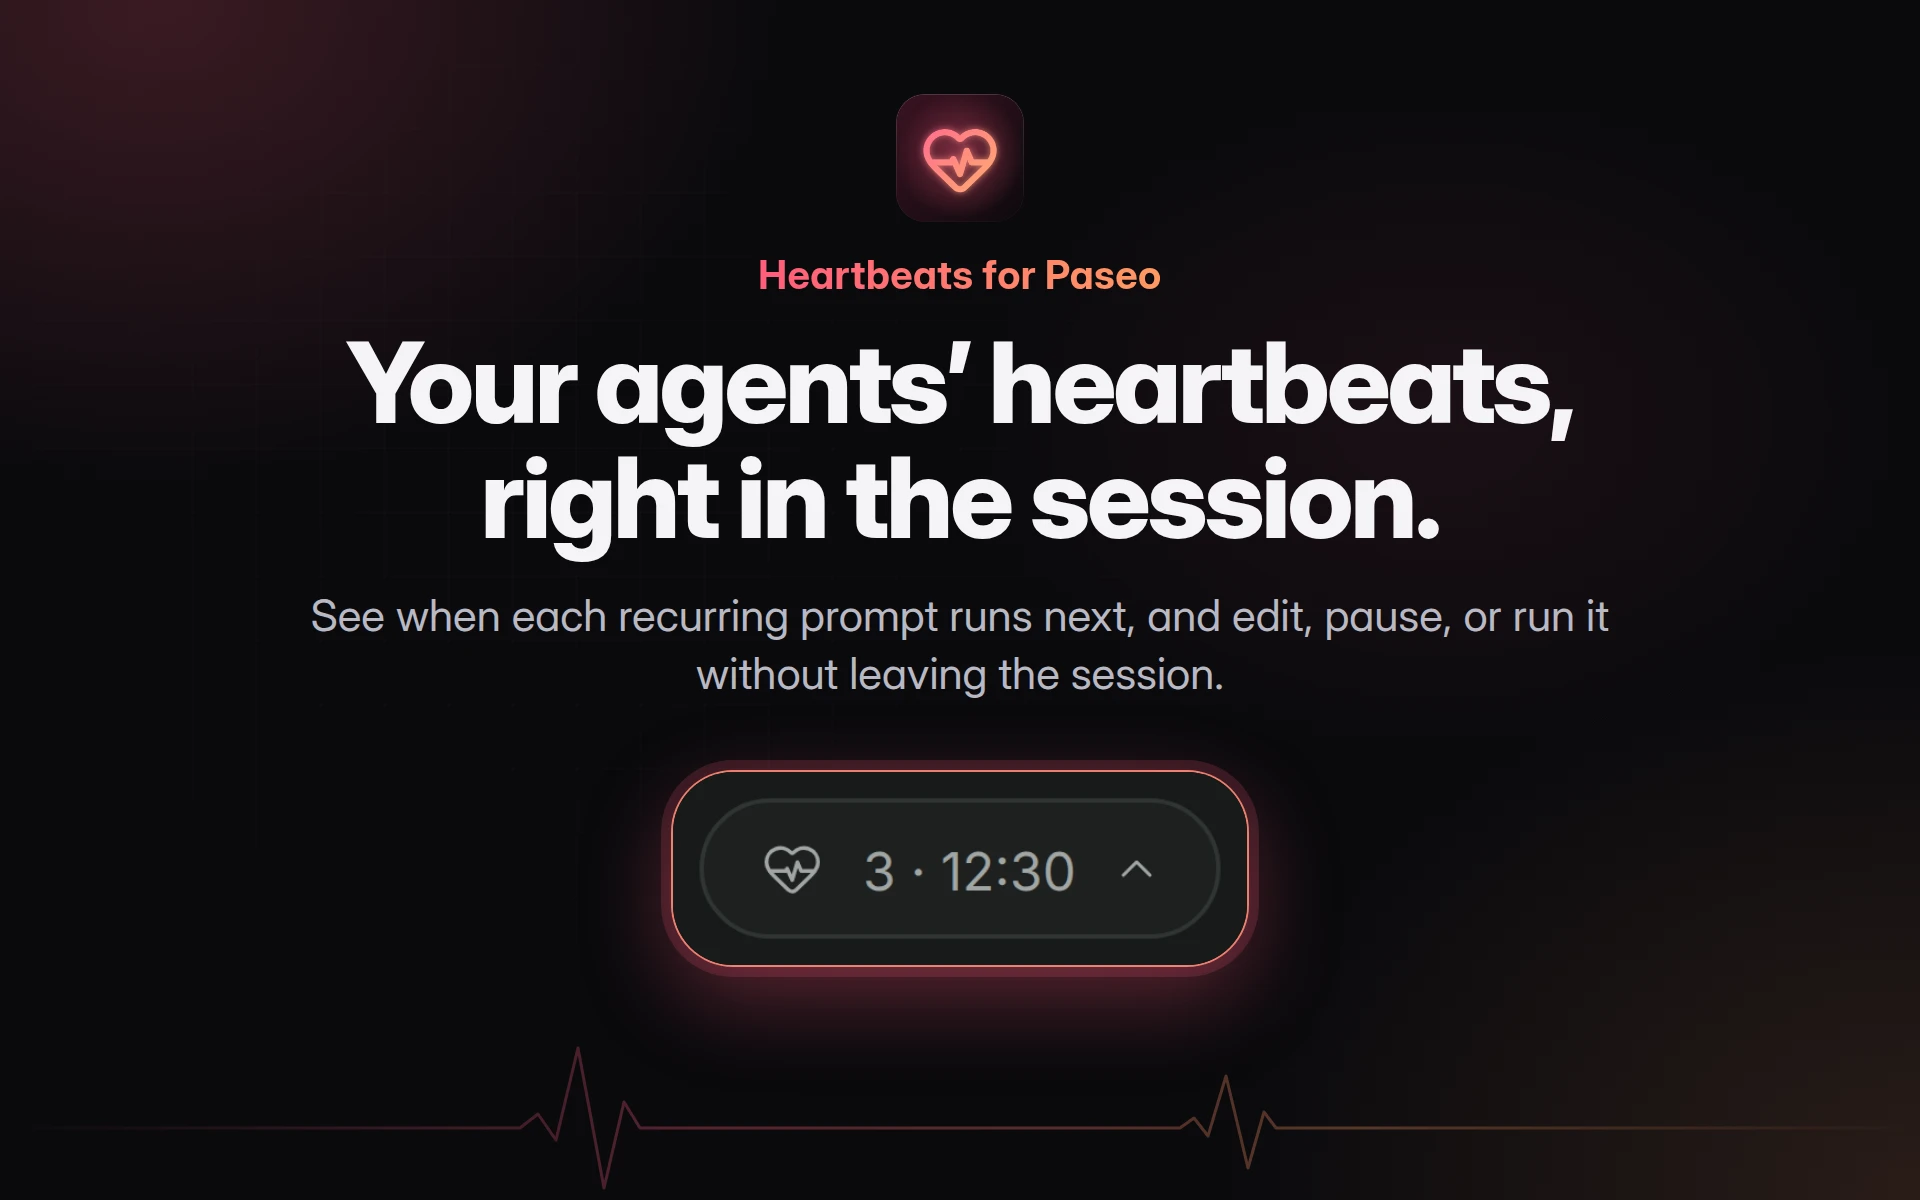 Heartbeats for Paseo
Your agents’ heartbeats,
right in the session.
See when each recurring prompt runs next, and edit, pause, or run it
without leaving the session.
3 · 12:30